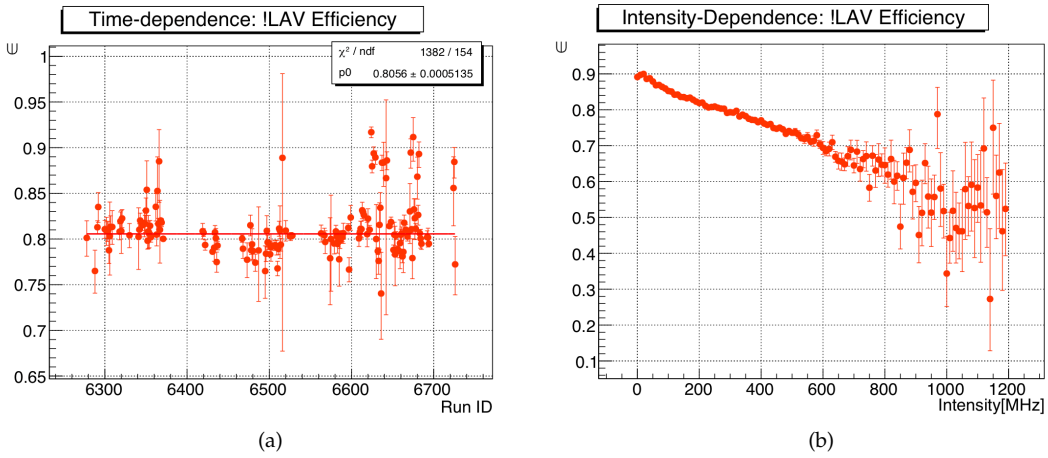 Time-dependence: !LAV Efficiency
∈
χ² / ndf 1382 / 154
p0 0.8056 ± 0.0005135
1
0.95
0.9
0.85
0.8
0.75
0.7
0.65
6300 6400 6500 6600 6700
Run ID
(a)
Intensity-Dependence: !LAV Efficiency
∈
0.9
0.8
0.7
0.6
0.5
0.4
0.3
0.2
0.1
0 200 400 600 800 1000 1200
Intensity[MHz]
(b)